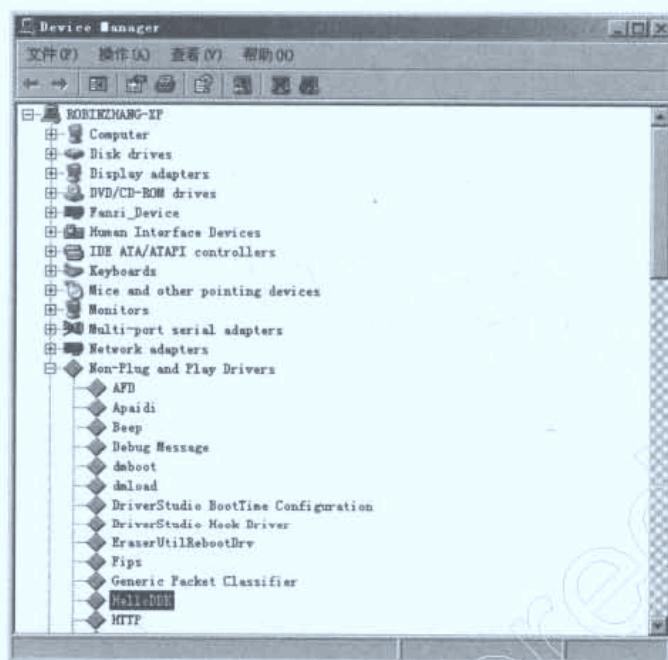 Device Manager
文件(F) 操作(A) 查看(V) 帮助(H)
ROBINZHANG-XP
Computer
Disk drives
Display adapters
DVD/CD-ROM drives
Fanzi_Device
Human Interface Devices
IDE ATA/ATAPI controllers
Keyboards
Mice and other pointing devices
Monitors
Multi-port serial adapters
Network adapters
Non-Plug and Play Drivers
AFD
Apaidi
Beep
Debug Message
dmboot
dmload
DriverStudio BootTime Configuration
DriverStudio Hook Driver
EraserUtilRebootDrv
Fips
Generic Packet Classifier
HelloDDK
HTTP